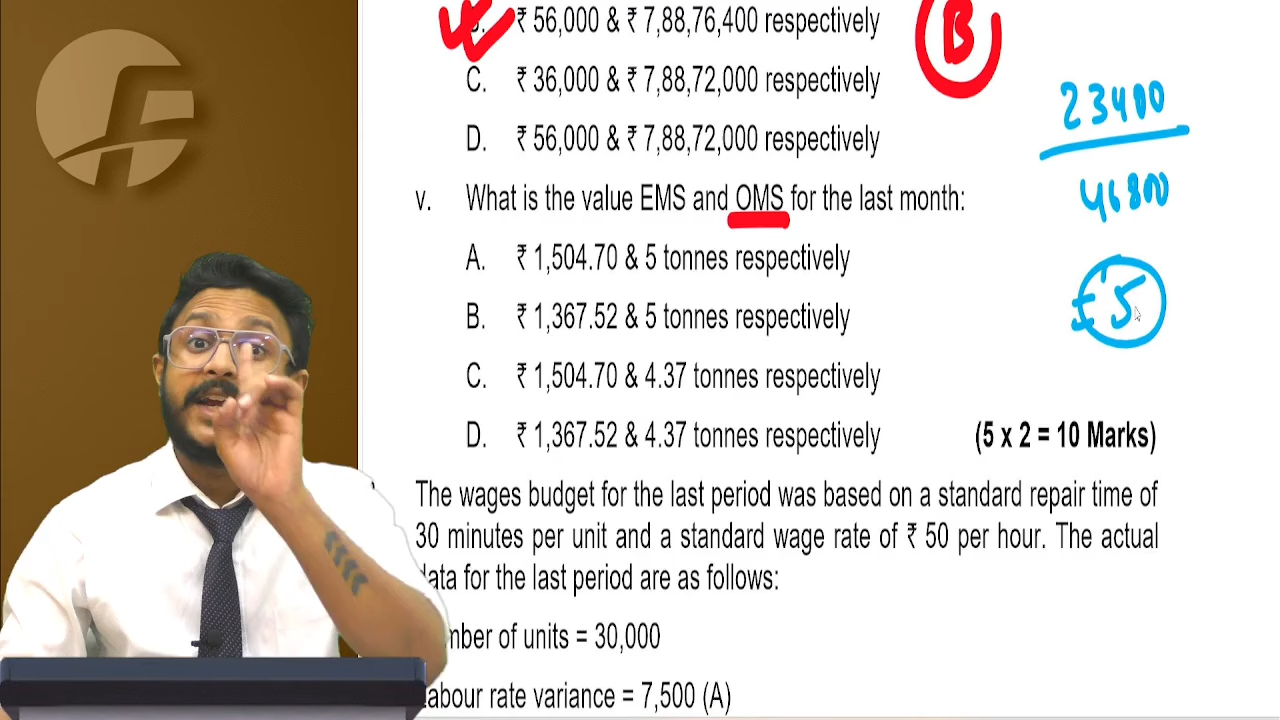 ₹ 56,000 & ₹ 7,88,76,400 respectively
B
C. ₹ 36,000 & ₹ 7,88,72,000 respectively
D. ₹ 56,000 & ₹ 7,88,72,000 respectively
23400
46800
v. What is the value EMS and OMS for the last month:
A. ₹ 1,504.70 & 5 tonnes respectively
B. ₹ 1,367.52 & 5 tonnes respectively
5
C. ₹ 1,504.70 & 4.37 tonnes respectively
D. ₹ 1,367.52 & 4.37 tonnes respectively (5 x 2 = 10 Marks)
The wages budget for the last period was based on a standard repair time of
30 minutes per unit and a standard wage rate of ₹ 50 per hour. The actual
data for the last period are as follows:
mber of units = 30,000
abour rate variance = 7,500 (A)